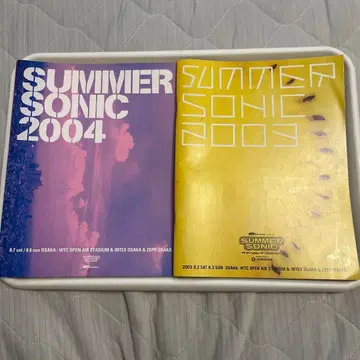 SUMMER
SONIC
2004
8.7 sat / 8.8 sun OSAKA: WTC OPEN AIR STADIUM & INTEX OSAKA & ZEPP OSAKA
SUMMER
SONIC
2003
SUMMER
SONIC
2003 8.2 SAT 8.3 SUN OSAKA: WTC OPEN AIR STADIUM & INTEX OSAKA & ZEPP OSAKA